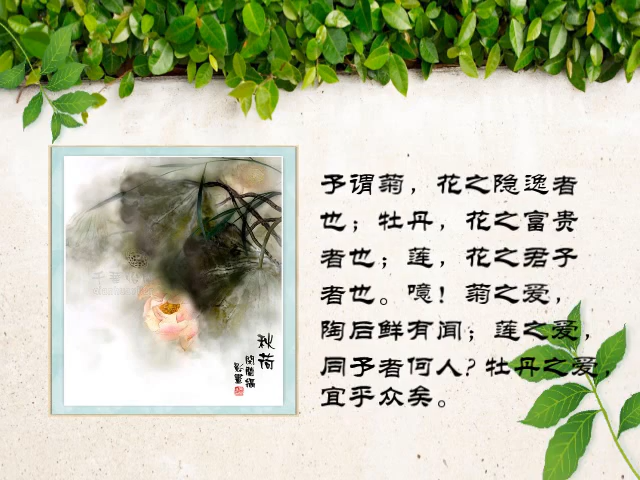 予谓菊，花之隐逸者
也；牡丹，花之富贵
者也；莲，花之君子
者也。噫！菊之爱，
陶后鲜有闻；莲之爱，
同予者何人？牡丹之爱，
宜乎众矣。
秋荷